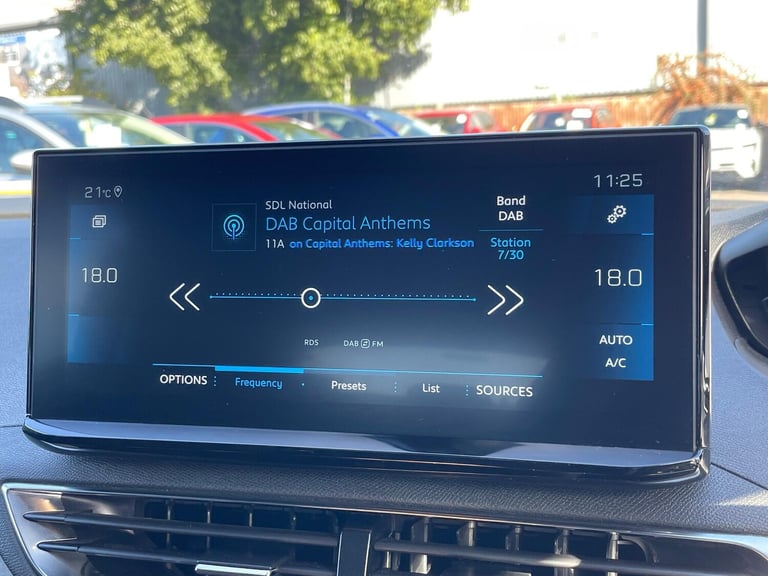 21°C
11:25
SDL National
DAB Capital Anthems
11A on Capital Anthems: Kelly Clarkson
Band
DAB
Station
7/30
18.0
18.0
RDS
DAB FM
AUTO
A/C
OPTIONS
Frequency
Presets
List
SOURCES